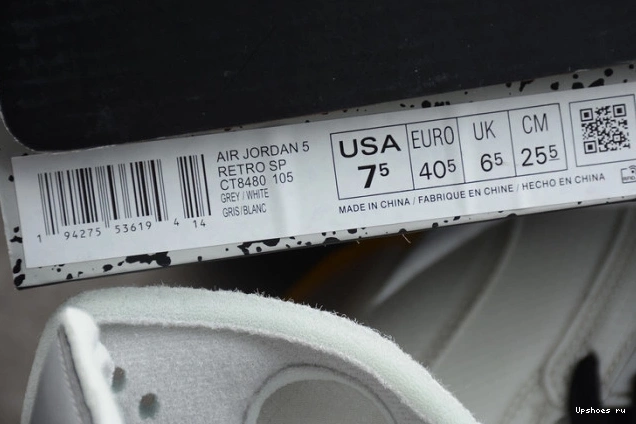 AIR JORDAN 5
RETRO SP
CT8480 105
GREY / WHITE
GRIS/BLANC
1 94275 53619 4 14
USA
7⁵
EURO
40⁵
UK
6⁵
CM
25⁵
MADE IN CHINA / FABRIQUE EN CHINE / HECHO EN CHINA
Upshoes ru